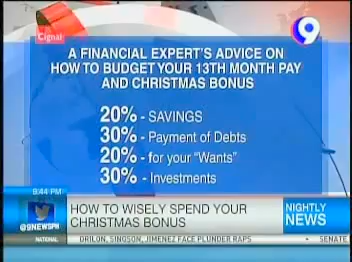 Cignal
9
A FINANCIAL EXPERT'S ADVICE ON
HOW TO BUDGET YOUR 13TH MONTH PAY
AND CHRISTMAS BONUS
20% - SAVINGS
30% - Payment of Debts
20% - for your "Wants"
30% - Investments
9:44 PM
@9NEWSPH
HOW TO WISELY SPEND YOUR
CHRISTMAS BONUS
NIGHTLY
NEWS
NATIONAL
DRILON, SINGSON, JIMENEZ FACE PLUNDER RAPS
SENATE